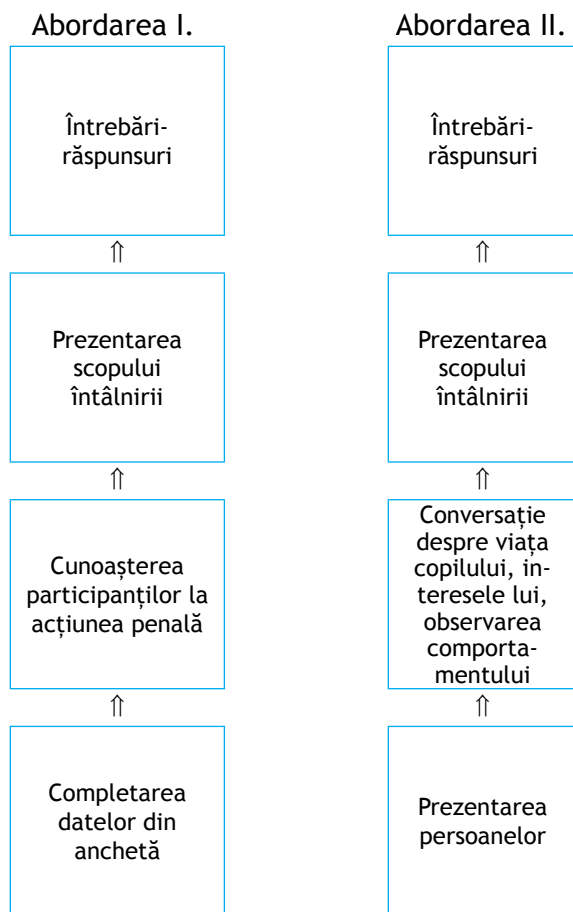 Abordarea I.
Întrebări-
răspunsuri
⇑
Prezentarea
scopului
întâlnirii
⇑
Cunoașterea
participanților la
acțiunea penală
⇑
Completarea
datelor din
anchetă
Abordarea II.
Întrebări-
răspunsuri
⇑
Prezentarea
scopului
întâlnirii
⇑
Conversație
despre viața
copilului, in-
teresele lui,
observarea
comporta-
mentului
⇑
Prezentarea
persoanelor